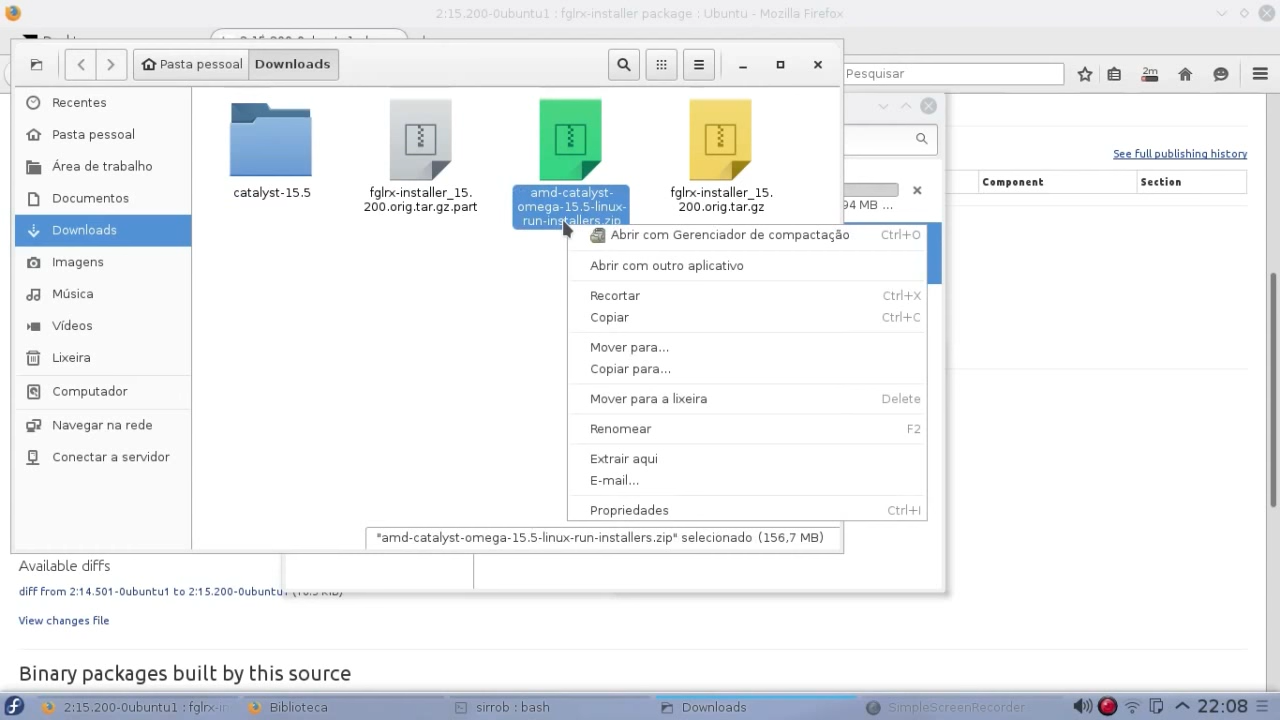 2:15.200-0ubuntu1 : fglrx-installer package : Ubuntu - Mozilla Firefox
Pasta pessoal
Downloads
Pesquisar
2m
Recentes
Pasta pessoal
Área de trabalho
Documentos
Downloads
Imagens
Música
Vídeos
Lixeira
Computador
Navegar na rede
Conectar a servidor
catalyst-15.5
fglrx-installer_15.
200.orig.tar.gz.part
amd-catalyst-
omega-15.5-linux-
run-installers.zip
fglrx-installer_15.
200.orig.tar.gz
Abrir com Gerenciador de compactação Ctrl+O
Abrir com outro aplicativo
Recortar Ctrl+X
Copiar Ctrl+C
Mover para...
Copiar para...
Mover para a lixeira Delete
Renomear F2
Extrair aqui
E-mail...
Propriedades Ctrl+I
"amd-catalyst-omega-15.5-linux-run-installers.zip" selecionado (156,7 MB)
94 MB ...
See full publishing history
Component
Section
Available diffs
diff from 2:14.501-0ubuntu1 to 2:15.200-0ubuntu1
View changes file
Binary packages built by this source
2:15.200-0ubuntu1 : fglrx-in
Biblioteca
sirrob : bash
Downloads
SimpleScreenRecorder
22:08